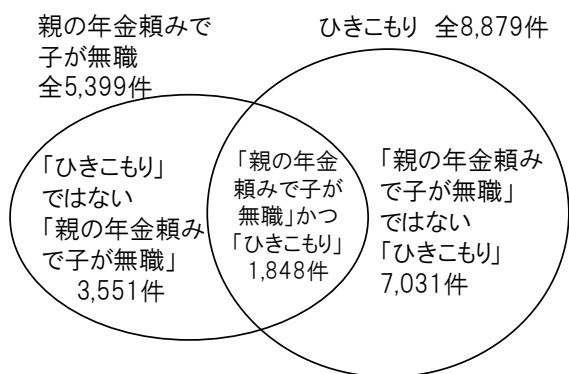 親の年金頼みで
子が無職
全5,399件
ひきこもり 全8,879件
「ひきこもり」
ではない
「親の年金頼み
で子が無職」
3,551件
「親の年金
頼みで子が
無職」かつ
「ひきこもり」
1,848件
「親の年金頼み
で子が無職」
ではない
「ひきこもり」
7,031件